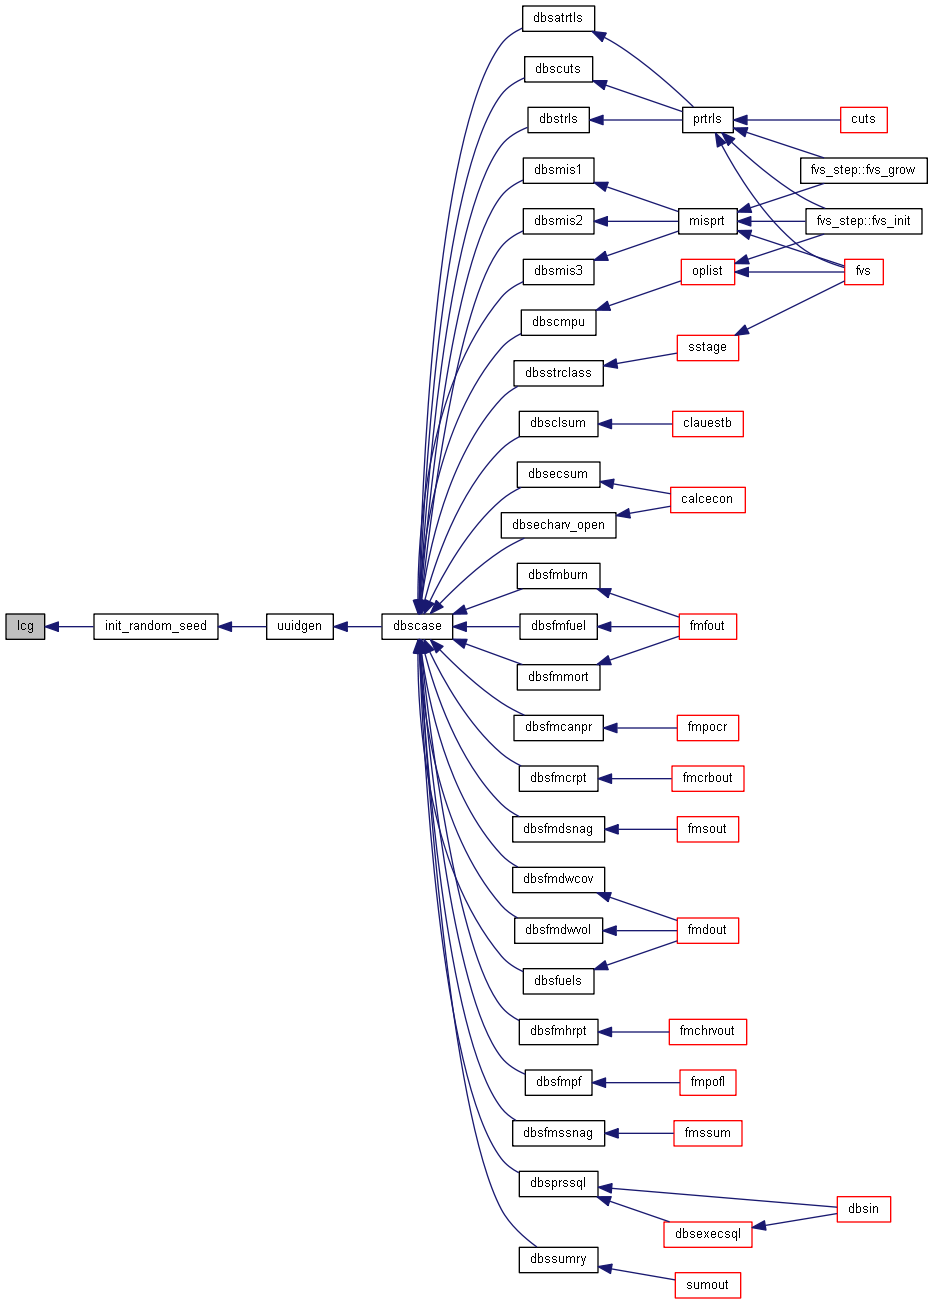 dbsatrtls
dbscuts
dbstrls
prtrls
cuts
dbsmis1
fvs_step::fvs_grow
dbsmis2
misprt
fvs_step::fvs_init
dbsmis3
oplist
fvs
dbscmpu
sstage
dbsstrclass
dbsclsum
clauestb
dbsecsum
calcecon
dbsecharv_open
dbsfmburn
lcg
init_random_seed
uuidgen
dbscase
dbsfmfuel
fmfout
dbsfmmort
dbsfmcanpr
fmpocr
dbsfmcrpt
fmcrbout
dbsfmdsnag
fmsout
dbsfmdwcov
dbsfmdwvol
fmdout
dbsfuels
dbsfmhrpt
fmchrvout
dbsfmpf
fmpofl
dbsfmssnag
fmssum
dbsprssql
dbsin
dbsexecsql
dbssumry
sumout